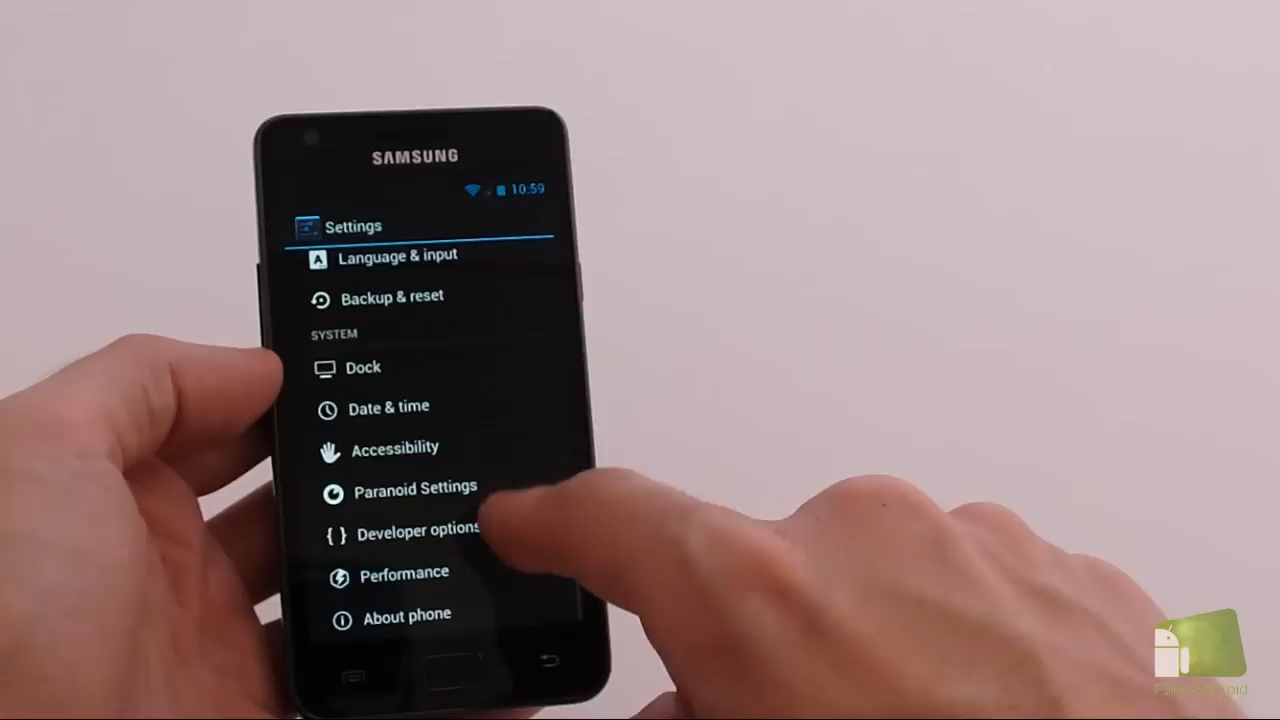 SAMSUNG
10:59
Settings
Language & input
Backup & reset
SYSTEM
Dock
Date & time
Accessibility
Paranoid Settings
Developer options
Performance
About phone